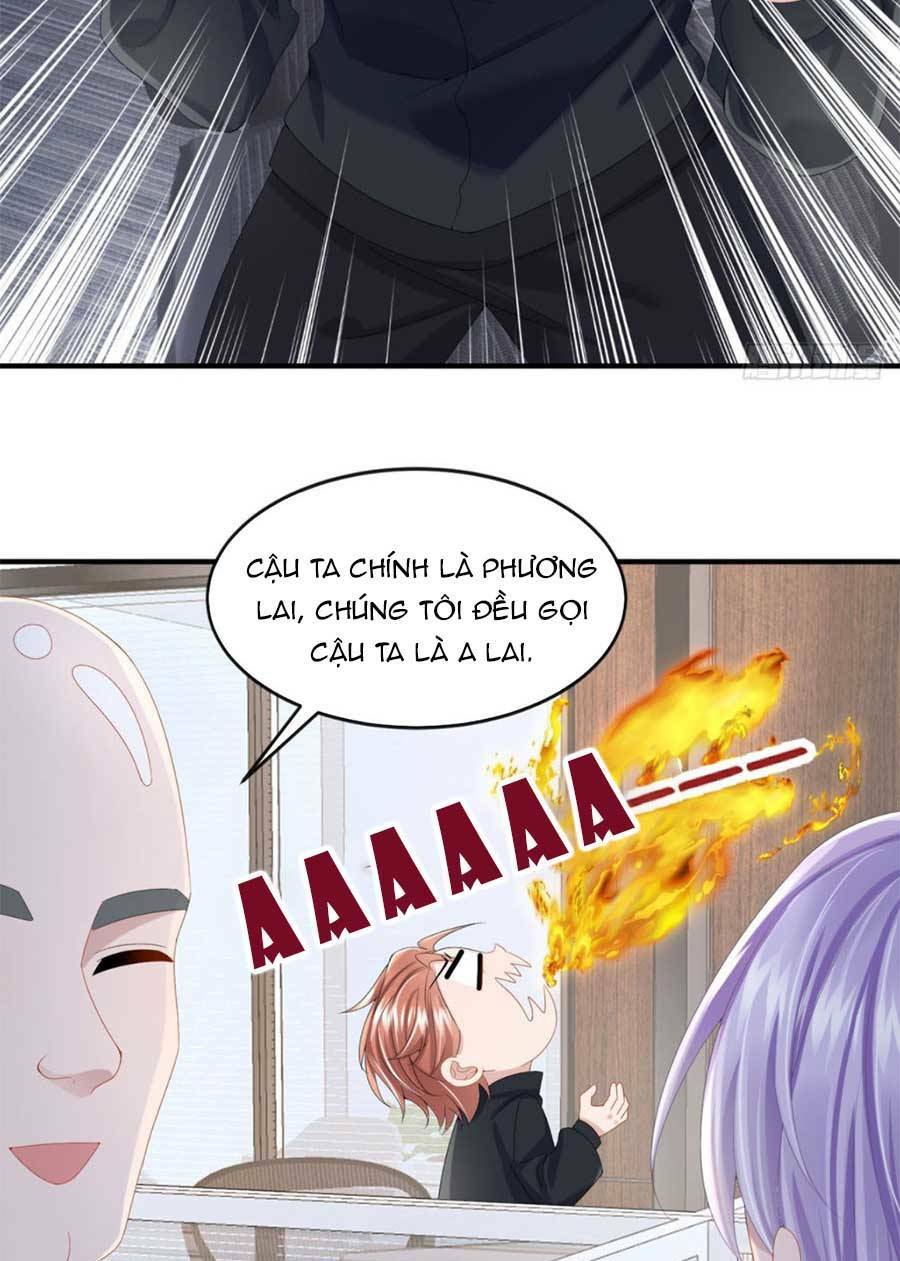 CẬU TA CHÍNH LÀ PHƯƠNG
LAI, CHÚNG TÔI ĐỀU GỌI
CẬU TA LÀ A LAI.
AAAAAA----